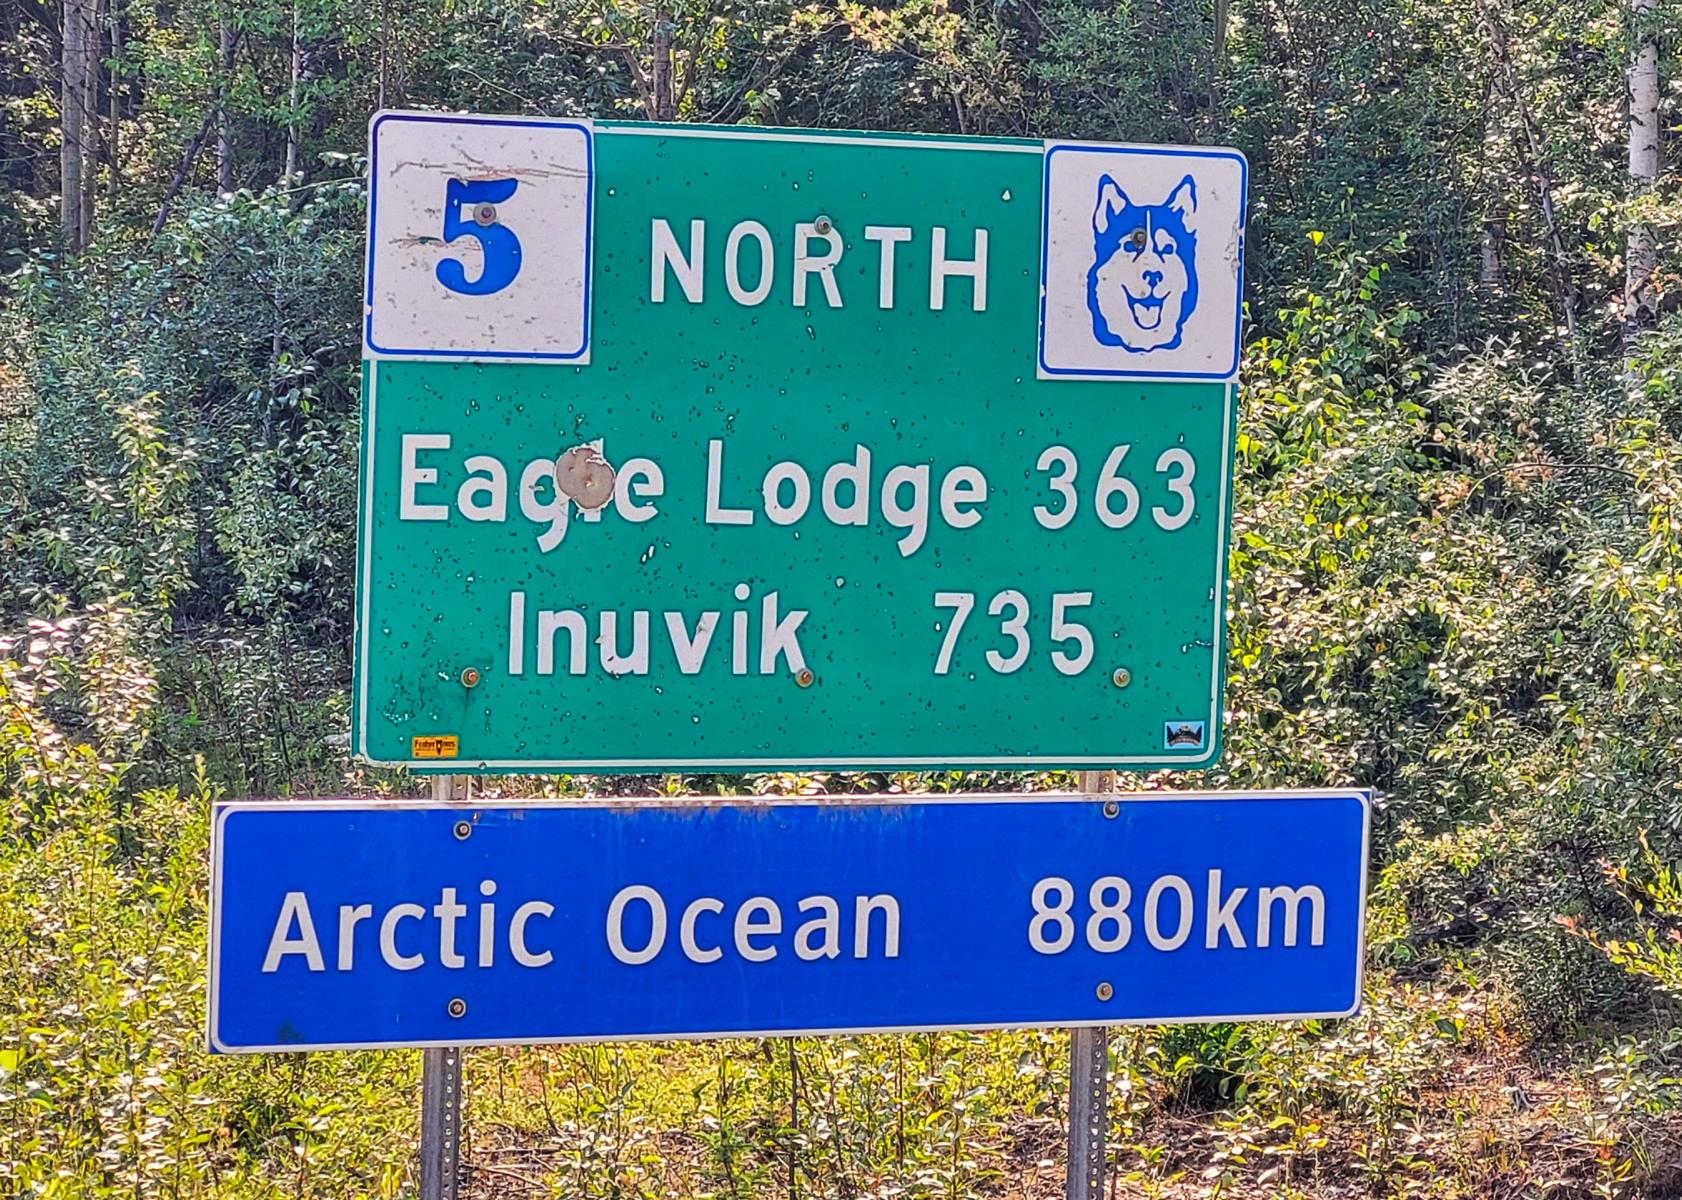 5 NORTH
Eagle Lodge 363
Inuvik 735
Arctic Ocean 880km